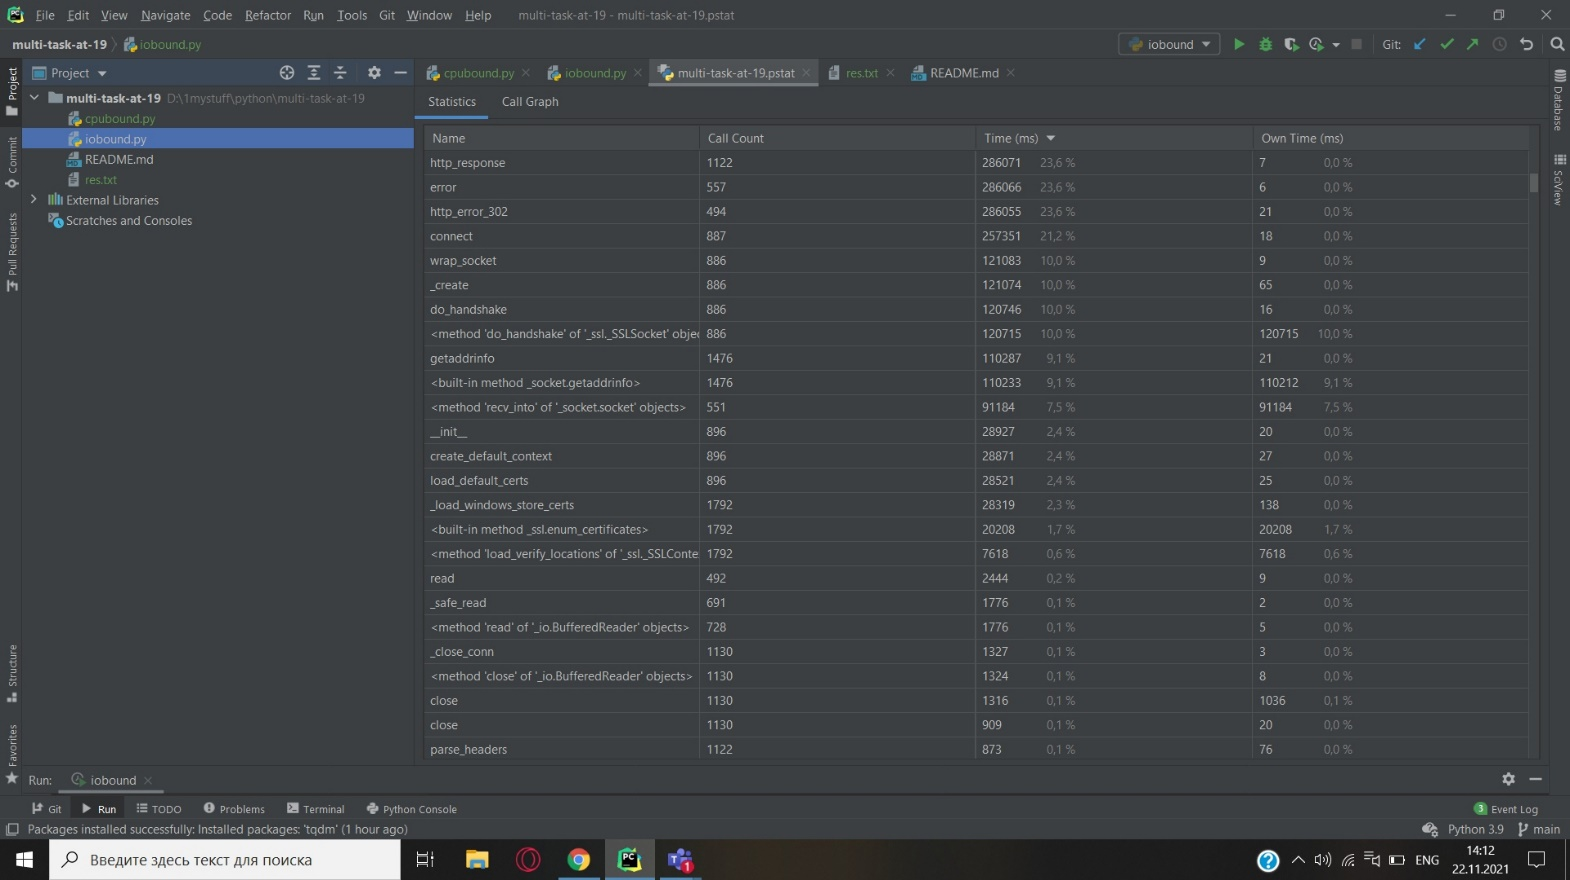 File Edit View Navigate Code Refactor Run Tools Git Window Help multi-task-at-19 - multi-task-at-19.pstat
multi-task-at-19 iobound.py iobound Git:
Project
cpubound.py iobound.py multi-task-at-19.pstat res.txt README.md
multi-task-at-19 D:\1mystuff\python\multi-task-at-19
cpubound.py
iobound.py
README.md
res.txt
External Libraries
Scratches and Consoles
Project
Commit
Pull Requests
Structure
Favorites
Statistics Call Graph
Name Call Count Time (ms) Own Time (ms)
http_response 1122 286071 23,6 % 7 0,0 %
error 557 286066 23,6 % 6 0,0 %
http_error_302 494 286055 23,6 % 21 0,0 %
connect 887 257351 21,2 % 18 0,0 %
wrap_socket 886 121083 10,0 % 9 0,0 %
_create 886 121074 10,0 % 65 0,0 %
do_handshake 886 120746 10,0 % 16 0,0 %
<method 'do_handshake' of '_ssl._SSLSocket' objec 886 120715 10,0 % 120715 10,0 %
getaddrinfo 1476 110287 9,1 % 21 0,0 %
<built-in method _socket.getaddrinfo> 1476 110233 9,1 % 110212 9,1 %
<method 'recv_into' of '_socket.socket' objects> 551 91184 7,5 % 91184 7,5 %
__init__ 896 28927 2,4 % 20 0,0 %
create_default_context 896 28871 2,4 % 27 0,0 %
load_default_certs 896 28521 2,4 % 25 0,0 %
_load_windows_store_certs 1792 28319 2,3 % 138 0,0 %
<built-in method _ssl.enum_certificates> 1792 20208 1,7 % 20208 1,7 %
<method 'load_verify_locations' of '_ssl._SSLConte 1792 7618 0,6 % 7618 0,6 %
read 492 2444 0,2 % 9 0,0 %
_safe_read 691 1776 0,1 % 2 0,0 %
<method 'read' of '_io.BufferedReader' objects> 728 1776 0,1 % 5 0,0 %
_close_conn 1130 1327 0,1 % 3 0,0 %
<method 'close' of '_io.BufferedReader' objects> 1130 1324 0,1 % 8 0,0 %
close 1130 1316 0,1 % 1036 0,1 %
close 1130 909 0,1 % 20 0,0 %
parse_headers 1122 873 0,1 % 76 0,0 %
Database
SciView
Run: iobound
Git Run TODO Problems Terminal Python Console 3 Event Log
Packages installed successfully: Installed packages: 'tqdm' (1 hour ago) Python 3.9 main
Введите здесь текст для поиска PC 1 ENG 14:12
22.11.2021